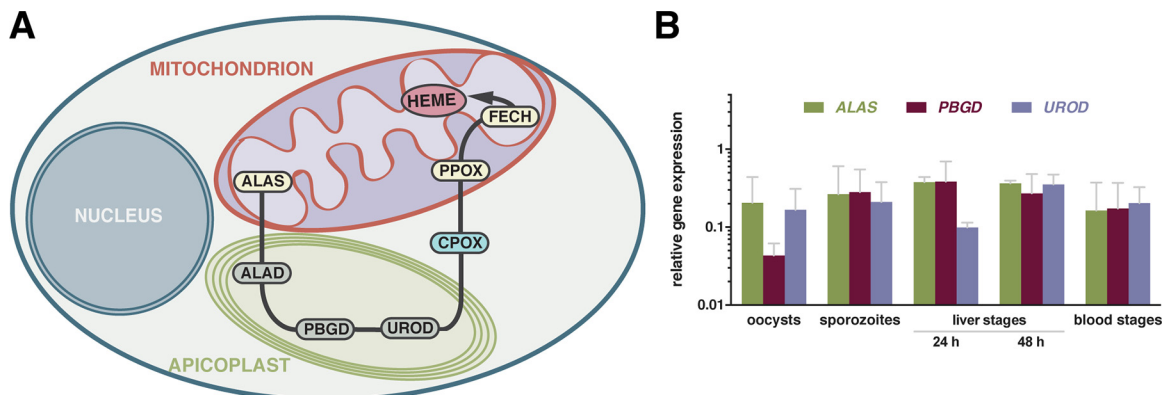 A
MITOCHONDRION
HEME
FECH
PPOX
ALAS
NUCLEUS
CPOX
ALAD
PBGD
UROD
APICOPLAST
B
ALAS PBGD UROD
relative gene expression
1
0.1
0.01
oocysts sporozoites liver stages blood stages
24 h 48 h